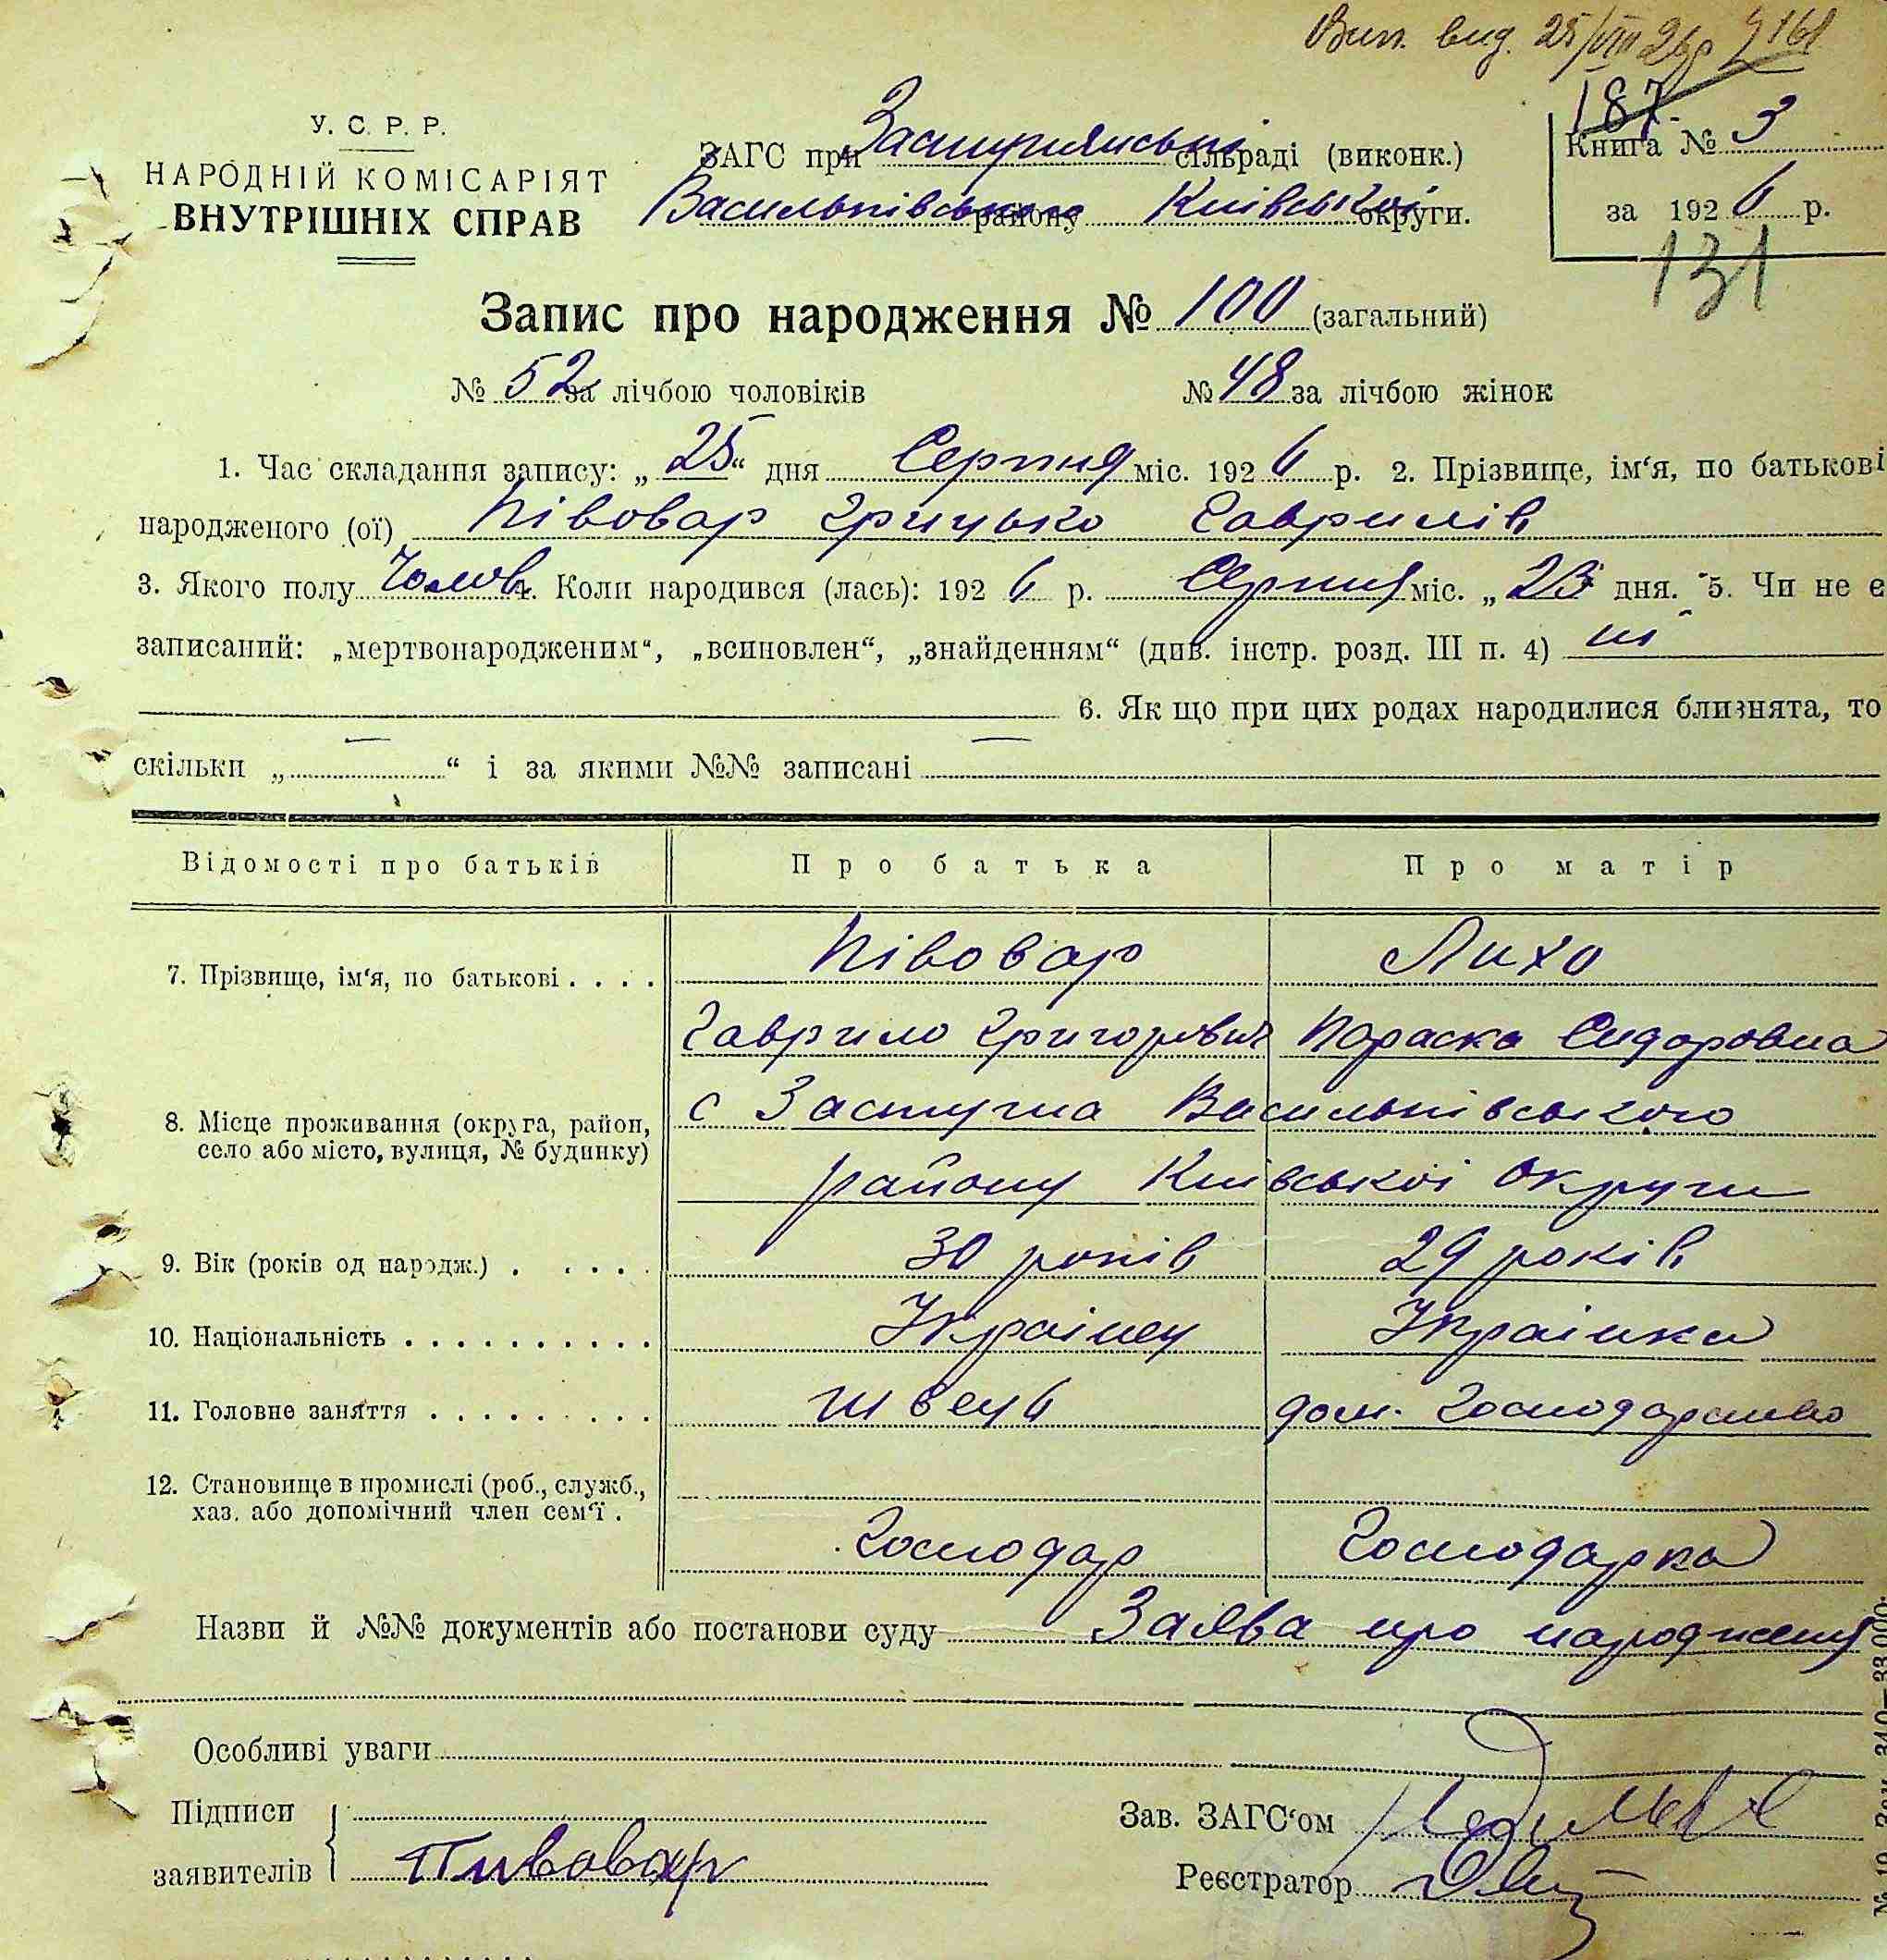 Вип. вид. 25/VIII 26р
187.
У. С. Р. Р.
НАРОДНІЙ КОМІСАРІЯТ
ВНУТРІШНІХ СПРАВ
ЗАГС при Застугнянські сільраді (виконк.)
Васильківського району Київської округи.
Книга № 3
за 1926 р.
131
Запис про народження № 100 (загальний)
№ 52 за лічбою чоловіків № 48 за лічбою жінок
1. Час складання запису: „25“ дня Серпня міс. 1926 р. 2. Прізвище, ім‘я, по батькові
народженого (ої) Півовар Грицько Гаврилів
3. Якого полу Чолов. 4. Коли народився (лась): 1926 р. Серпня міс. „23“ дня. 5. Чи не є
записаний: „мертвонародженим“, „всиновлен“, „знайденням“ (див. інстр. розд. III п. 4) ні
6. Як що при цих родах народилися близнята, то
скільки „ — “ і за якими №№ записані —
Відомості про батьків Про батька Про матір
7. Прізвище, ім‘я, по батькові . . . . Півовар Лихо
Гаврило Григорович Параска Сидоровна
8. Місце проживання (округа, район, село або місто, вулиця, № будинку) с Застугна Васильківського
району Київської округи
9. Вік (років од народж.) . . . . . 30 років 29 років
10. Національність . . . . . . . . . . Українец Українка
11. Головне заняття . . . . . . . . . швець дом. Господарство
12. Становище в промислі (роб., служб.,
хаз. або допомічний член сем‘ї .
Господар Господарка
Назви й №№ документів або постанови суду Заява про народження
Особливі уваги
Підписи
заявителів Пивовар
Зав. ЗАГС‘ом
Реєстратор